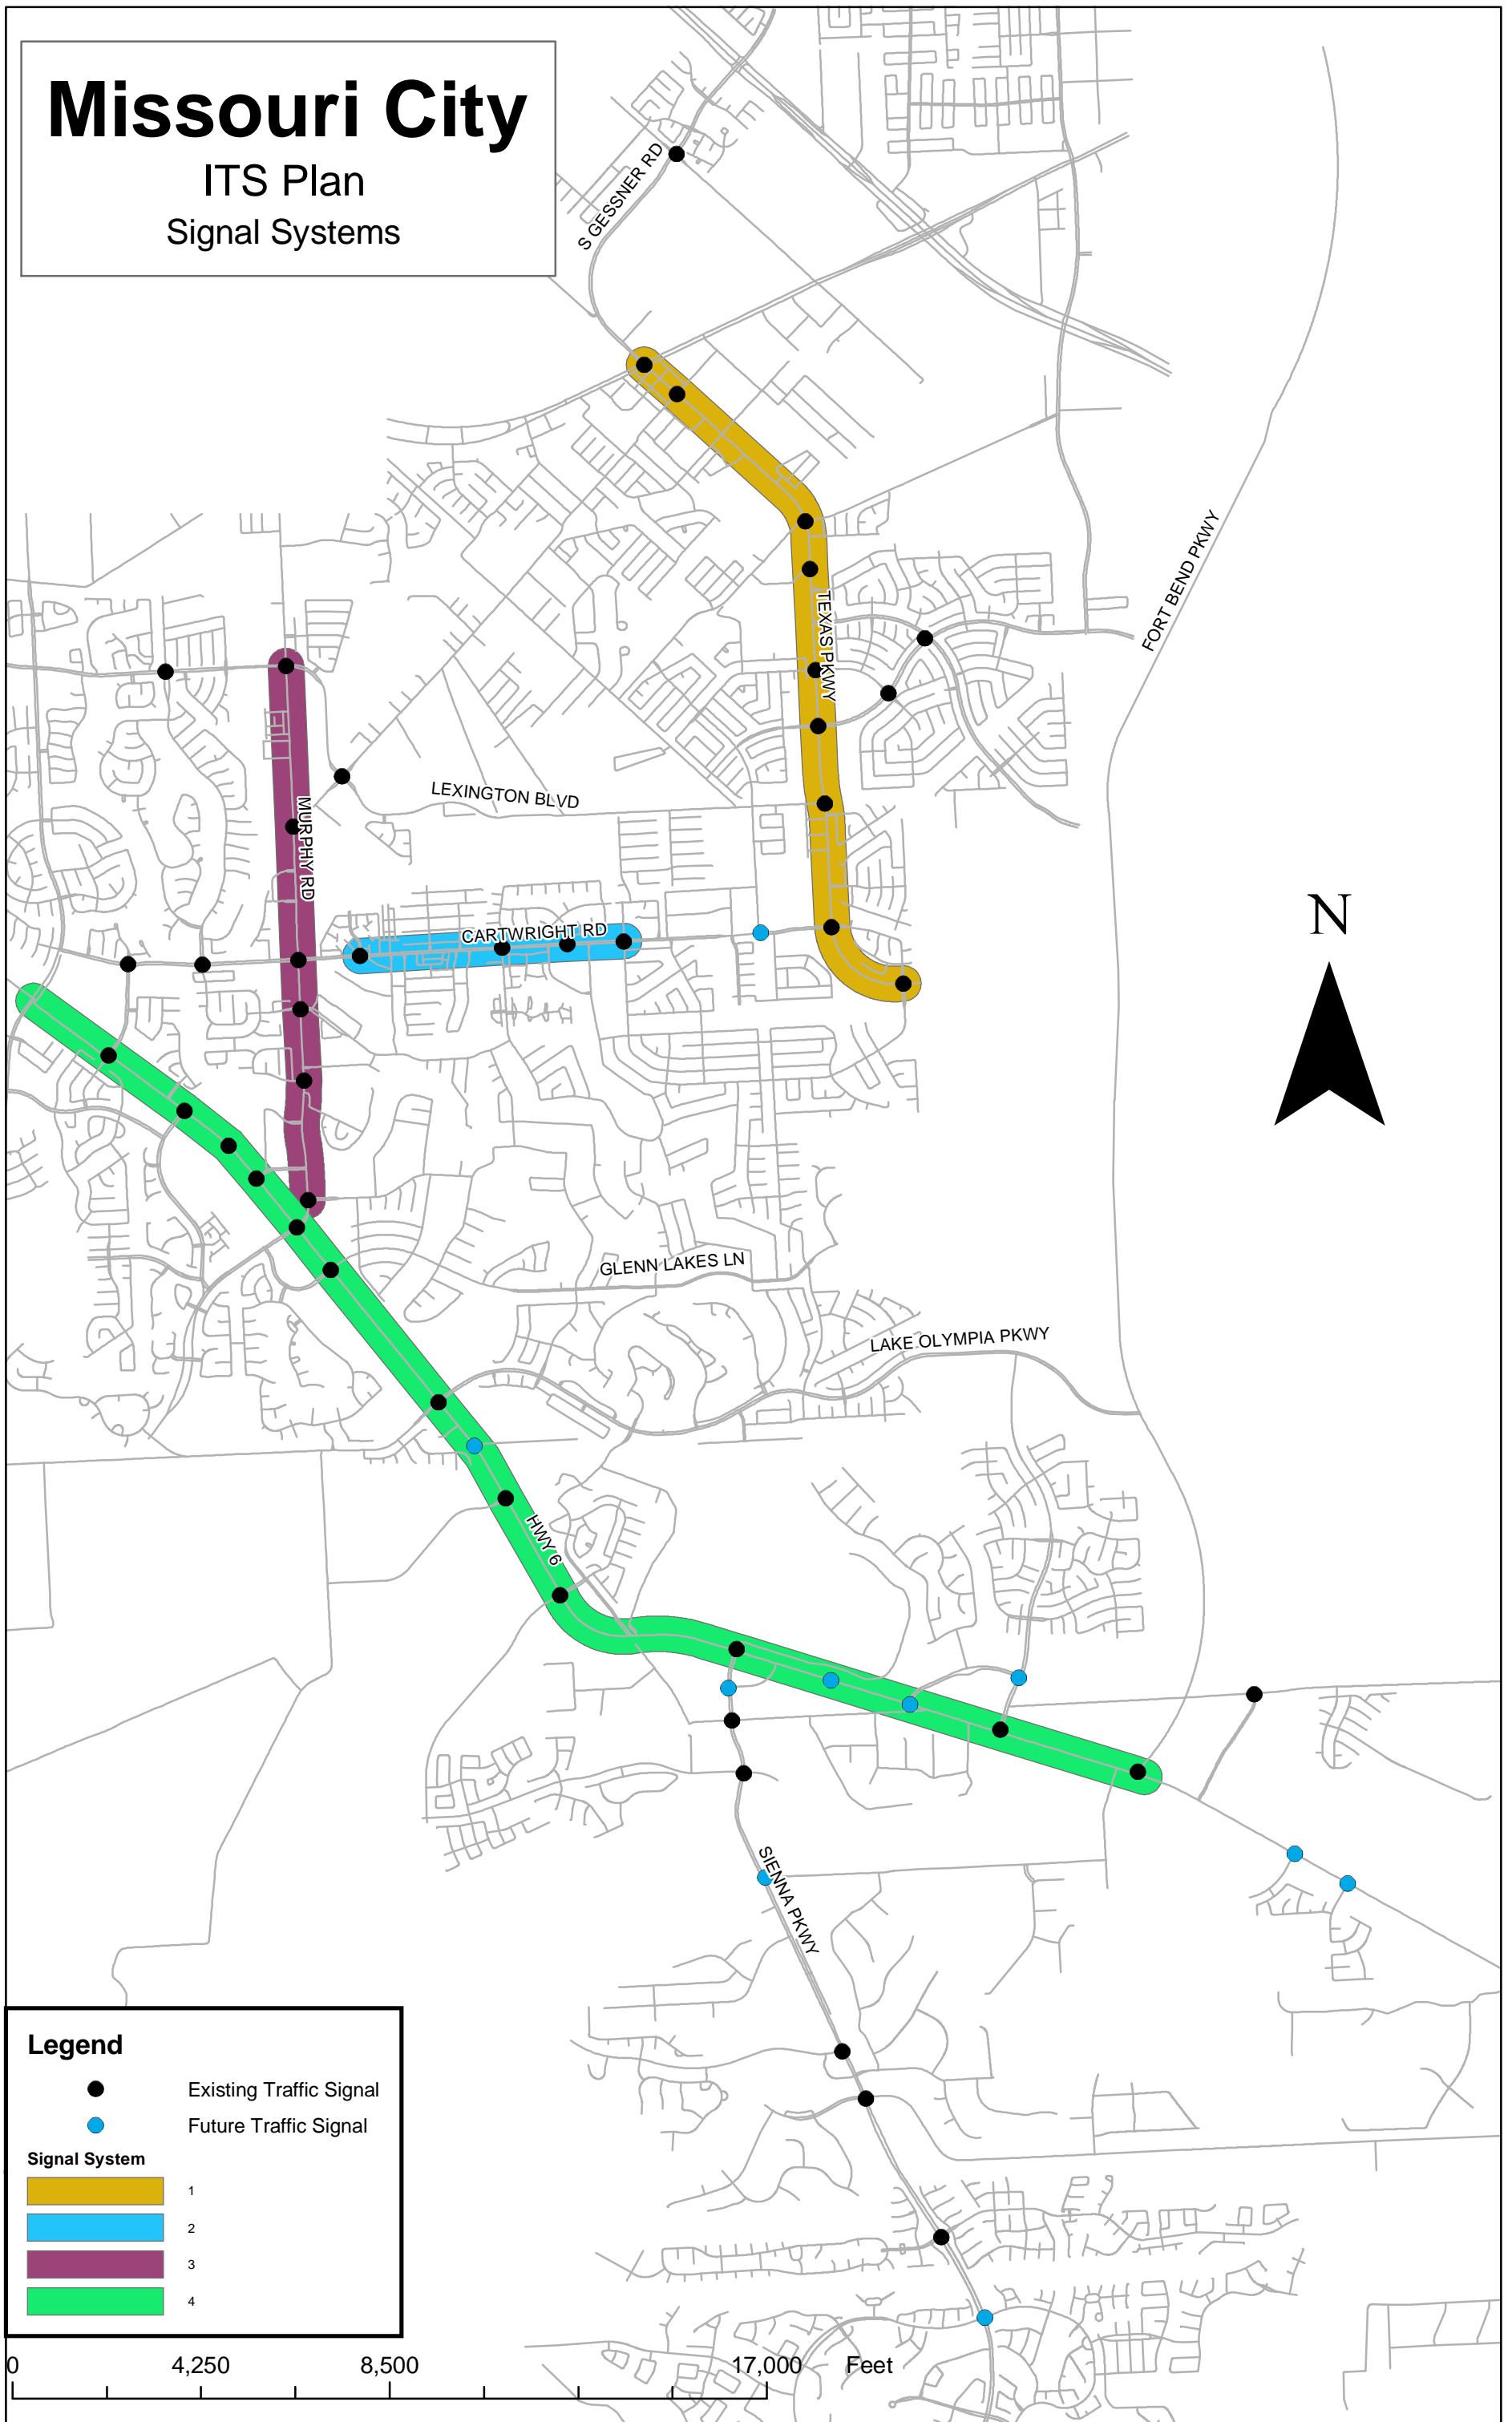 Missouri City
ITS Plan
Signal Systems
S GESSNER RD
FORT BEND PKWY
TEXAS PKWY
LEXINGTON BLVD
MURPHY RD
N
CARTWRIGHT RD
GLENN LAKES LN
LAKE OLYMPIA PKWY
HWY 6
SIENNA PKWY
Legend
Existing Traffic Signal
Future Traffic Signal
Signal System
1
2
3
4
0 4,250 8,500 17,000 Feet